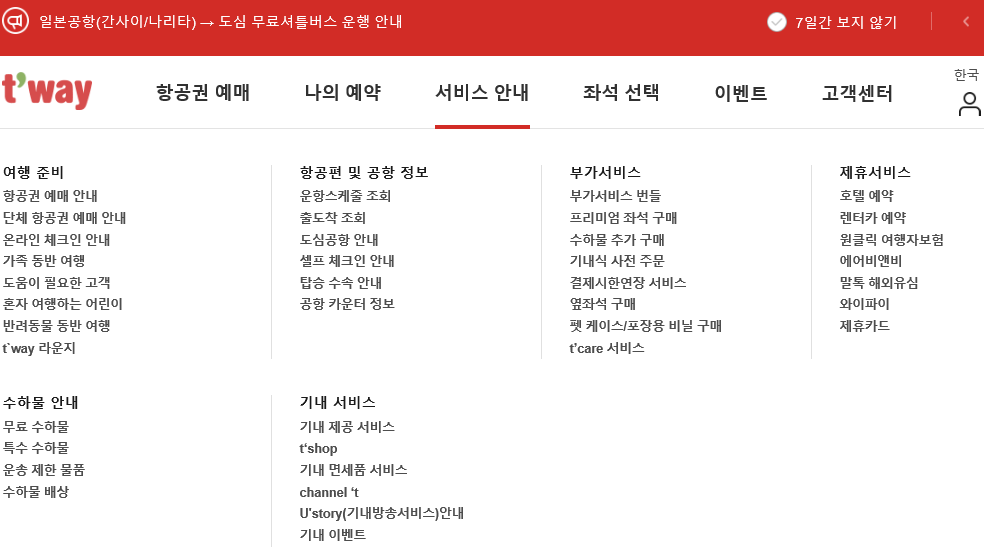 일본공항(간사이/나리타) → 도심 무료셔틀버스 운행 안내
7일간 보지 않기
한국
t'way
항공권 예매
나의 예약
서비스 안내
좌석 선택
이벤트
고객센터
여행 준비
항공권 예매 안내
단체 항공권 예매 안내
온라인 체크인 안내
가족 동반 여행
도움이 필요한 고객
혼자 여행하는 어린이
반려동물 동반 여행
t`way 라운지
항공편 및 공항 정보
운항스케줄 조회
출도착 조회
도심공항 안내
셀프 체크인 안내
탑승 수속 안내
공항 카운터 정보
부가서비스
부가서비스 번들
프리미엄 좌석 구매
수하물 추가 구매
기내식 사전 주문
결제시한연장 서비스
옆좌석 구매
펫 케이스/포장용 비닐 구매
t’care 서비스
제휴서비스
호텔 예약
렌터카 예약
원클릭 여행자보험
에어비앤비
말톡 해외유심
와이파이
제휴카드
수하물 안내
무료 수하물
특수 수하물
운송 제한 물품
수하물 배상
기내 서비스
기내 제공 서비스
t‘shop
기내 면세품 서비스
channel ‘t
U'story(기내방송서비스)안내
기내 이벤트